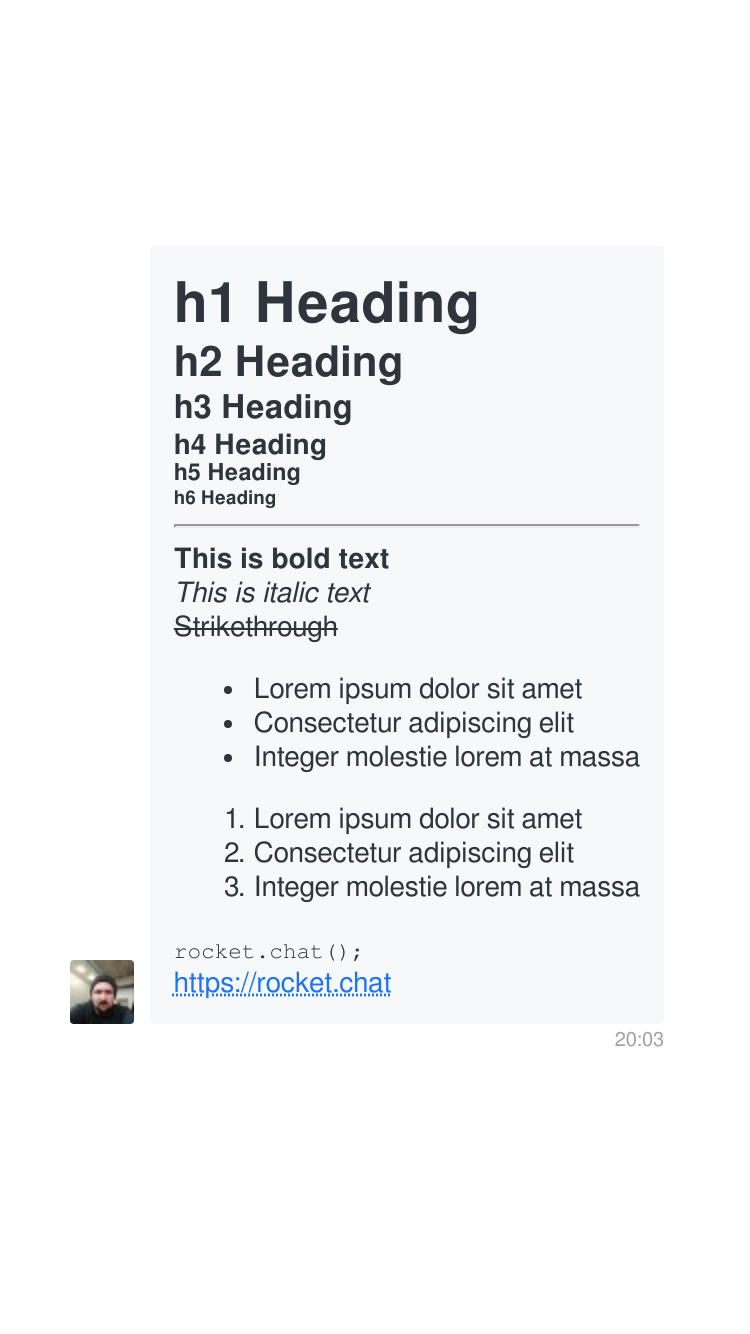 h1 Heading
h2 Heading
h3 Heading
h4 Heading
h5 Heading
h6 Heading
This is bold text
This is italic text
Strikethrough
• Lorem ipsum dolor sit amet
• Consectetur adipiscing elit
• Integer molestie lorem at massa
1. Lorem ipsum dolor sit amet
2. Consectetur adipiscing elit
3. Integer molestie lorem at massa
rocket.chat();
https://rocket.chat
20:03